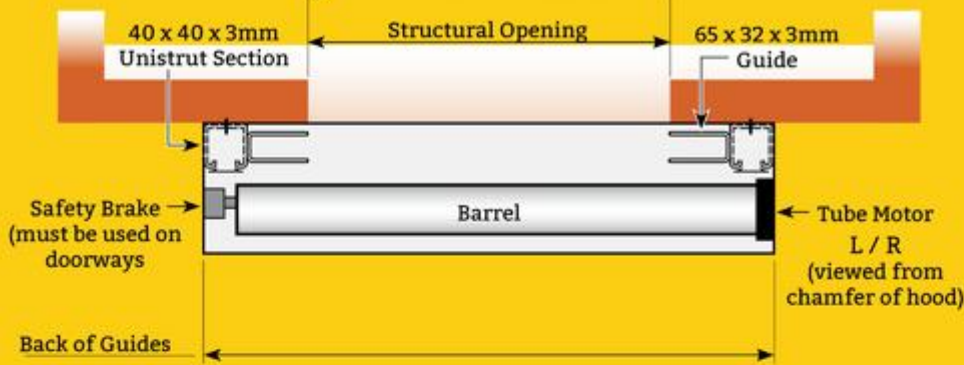 40 x 40 x 3mm
Unistrut Section
Structural Opening
65 x 32 x 3mm
Guide
Safety Brake
(must be used on
doorways
Barrel
Tube Motor
L / R
(viewed from
chamfer of hood)
Back of Guides